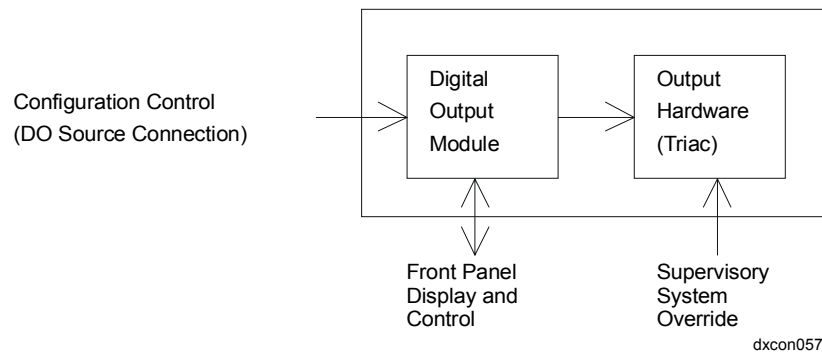 Configuration Control
(DO Source Connection)
Digital
Output
Module
Output
Hardware
(Triac)
Front Panel
Display and
Control
Supervisory
System
Override
dxcon057